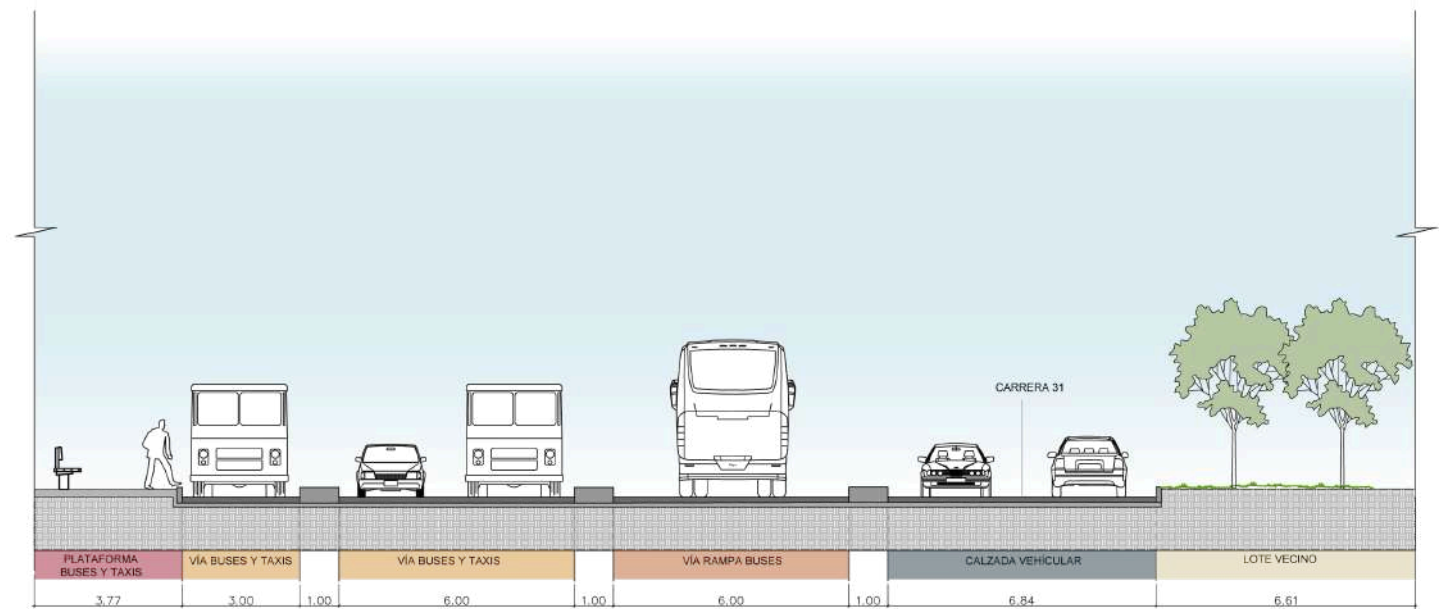 CARRERA 31
PLATAFORMA
BUSES Y TAXIS
VÍA BUSES Y TAXIS
VÍA BUSES Y TAXIS
VÍA RAMPA BUSES
CALZADA VEHÍCULAR
LOTE VECINO
3.77
3.00
1.00
6.00
1.00
6.00
1.00
6.84
6.61